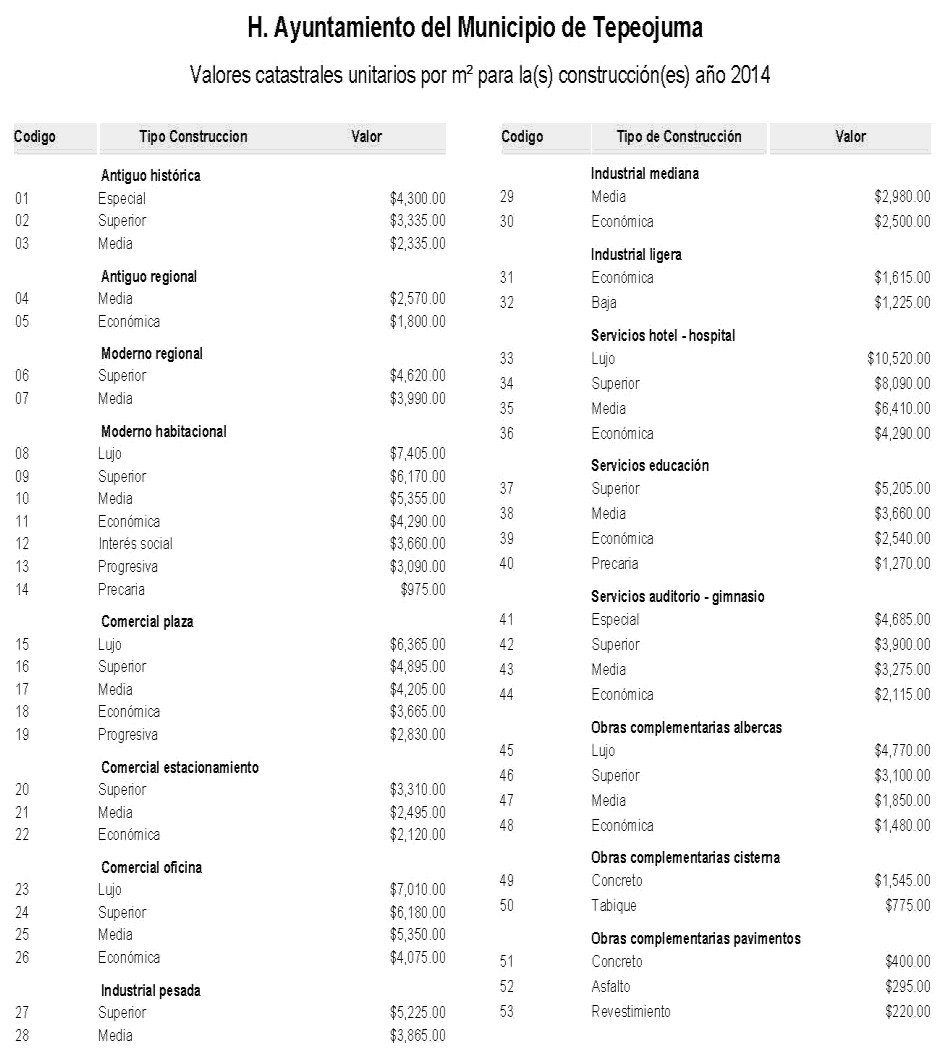 H. Ayuntamiento del Municipio de Tepeojuma
Valores catastrales unitarios por m² para la(s) construcción(es) año 2014
Codigo Tipo Construccion Valor
Antiguo histórica
01 Especial $4,300.00
02 Superior $3,335.00
03 Media $2,335.00
Antiguo regional
04 Media $2,570.00
05 Económica $1,800.00
Moderno regional
06 Superior $4,620.00
07 Media $3,990.00
Moderno habitacional
08 Lujo $7,405.00
09 Superior $6,170.00
10 Media $5,355.00
11 Económica $4,290.00
12 Interés social $3,660.00
13 Progresiva $3,090.00
14 Precaria $975.00
Comercial plaza
15 Lujo $6,365.00
16 Superior $4,895.00
17 Media $4,205.00
18 Económica $3,665.00
19 Progresiva $2,830.00
Comercial estacionamiento
20 Superior $3,310.00
21 Media $2,495.00
22 Económica $2,120.00
Comercial oficina
23 Lujo $7,010.00
24 Superior $6,180.00
25 Media $5,350.00
26 Económica $4,075.00
Industrial pesada
27 Superior $5,225.00
28 Media $3,865.00
Codigo Tipo de Construcción Valor
Industrial mediana
29 Media $2,980.00
30 Económica $2,500.00
Industrial ligera
31 Económica $1,615.00
32 Baja $1,225.00
Servicios hotel - hospital
33 Lujo $10,520.00
34 Superior $8,090.00
35 Media $6,410.00
36 Económica $4,290.00
Servicios educación
37 Superior $5,205.00
38 Media $3,660.00
39 Económica $2,540.00
40 Precaria $1,270.00
Servicios auditorio - gimnasio
41 Especial $4,685.00
42 Superior $3,900.00
43 Media $3,275.00
44 Económica $2,115.00
Obras complementarias albercas
45 Lujo $4,770.00
46 Superior $3,100.00
47 Media $1,850.00
48 Económica $1,480.00
Obras complementarias cisterna
49 Concreto $1,545.00
50 Tabique $775.00
Obras complementarias pavimentos
51 Concreto $400.00
52 Asfalto $295.00
53 Revestimiento $220.00